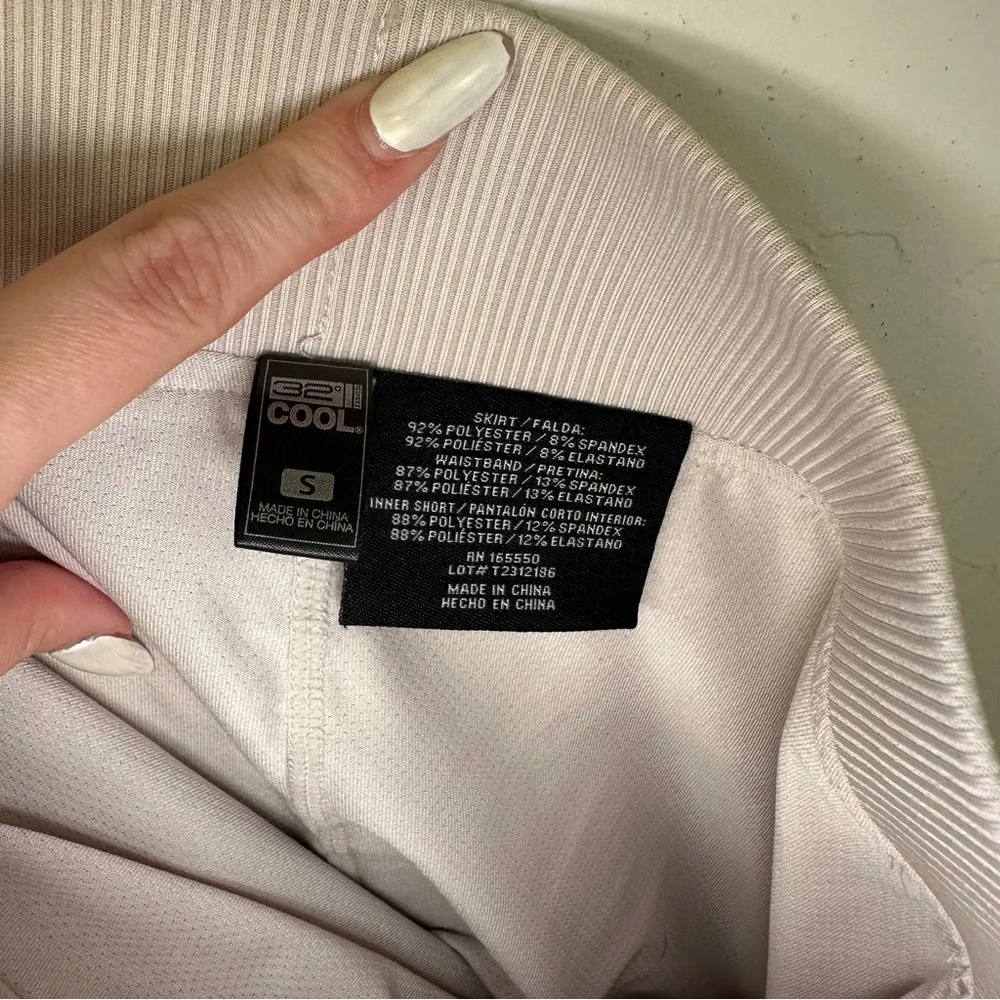 32°
COOL®
S
MADE IN CHINA
HECHO EN CHINA
SKIRT / FALDA:
92% POLYESTER / 8% SPANDEX
92% POLIÉSTER / 8% ELASTANO
WAISTBAND / PRETINA:
87% POLYESTER / 13% SPANDEX
87% POLIÉSTER / 13% ELASTANO
INNER SHORT / PANTALÓN CORTO INTERIOR:
88% POLYESTER / 12% SPANDEX
88% POLIÉSTER / 12% ELASTANO
RN 165550
LOT# T2312186
MADE IN CHINA
HECHO EN CHINA